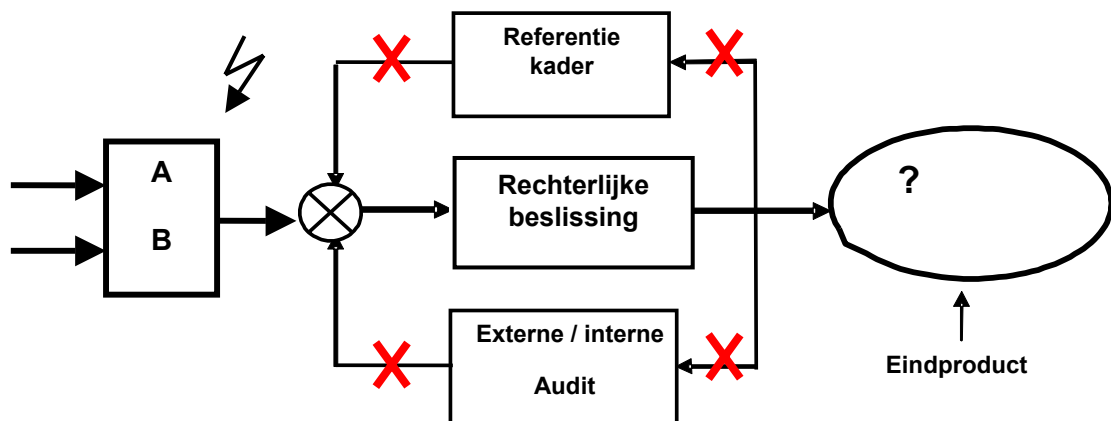 Referentie
kader
A
B
Rechterlijke
beslissing
?
Externe / interne
Audit
Eindproduct